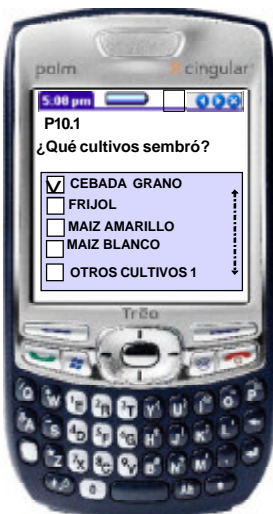 palm cingular
5:08 pm
P10.1
¿Qué cultivos sembró?
CEBADA GRANO
FRIJOL
MAIZ AMARILLO
MAIZ BLANCO
OTROS CULTIVOS 1
Trēo